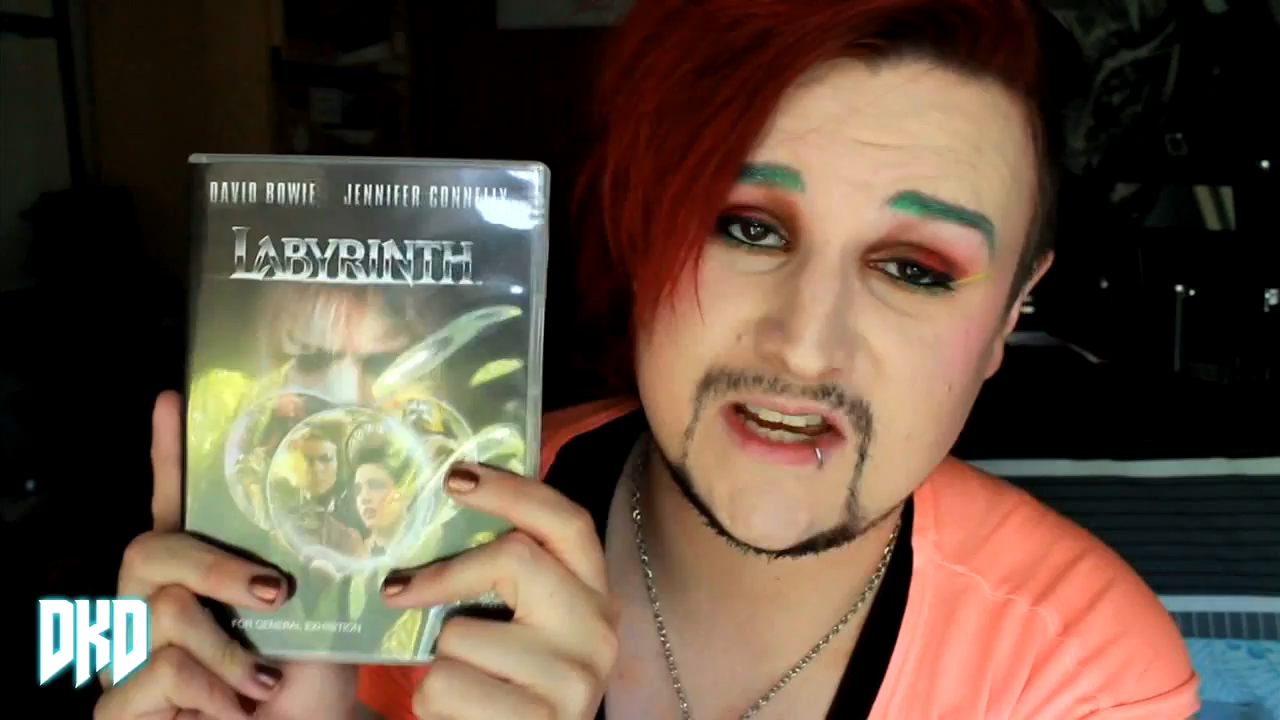 DAVID BOWIE JENNIFER CONNELLY
LABYRINTH
FOR GENERAL EXHIBITION
DKD